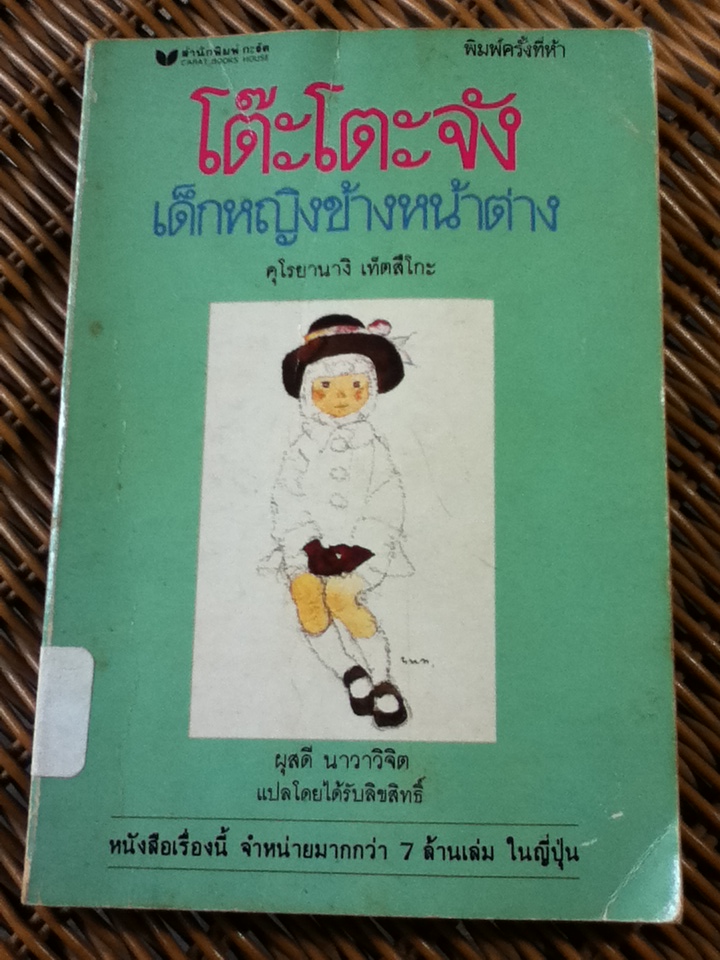 สำนักพิมพ์ กะรัต
CARAT BOOKS HOUSE
พิมพ์ครั้งที่ห้า
โต๊ะโตะจัง
เด็กหญิงข้างหน้าต่าง
คุโรยานางิ เท็ตสึโกะ
ผุสดี นาวาวิจิต
แปลโดยได้รับลิขสิทธิ์
หนังสือเรื่องนี้ จำหน่ายมากกว่า 7 ล้านเล่ม ในญี่ปุ่น